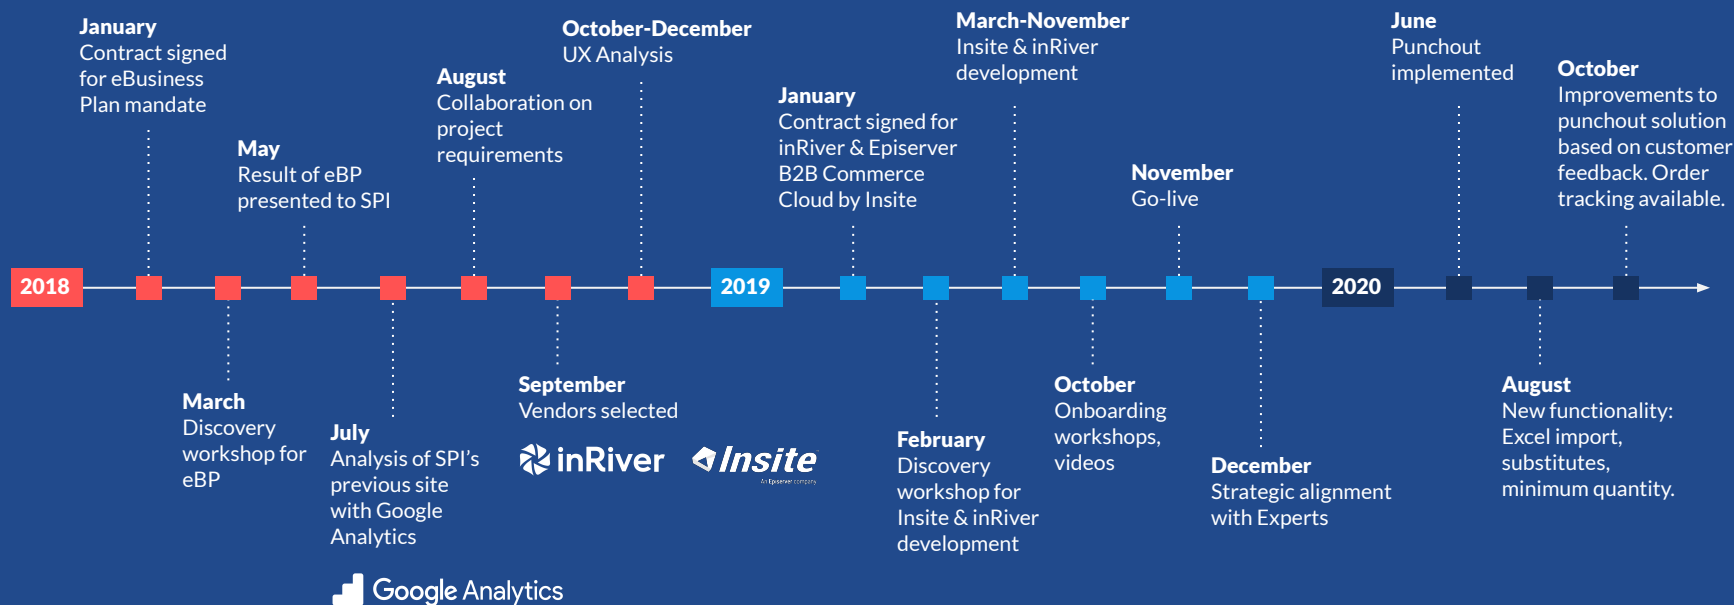 2018
January
Contract signed
for eBusiness
Plan mandate
March
Discovery
workshop for
eBP
May
Result of eBP
presented to SPI
July
Analysis of SPI's
previous site
with Google
Analytics
Google Analytics
August
Collaboration on
project
requirements
September
Vendors selected
inRiver
Insite
An Episerver company
October-December
UX Analysis
2019
January
Contract signed for
inRiver & Episerver
B2B Commerce
Cloud by Insite
February
Discovery
workshop for
Insite & inRiver
development
March-November
Insite & inRiver
development
October
Onboarding
workshops,
videos
November
Go-live
December
Strategic alignment
with Experts
2020
June
Punchout
implemented
August
New functionality:
Excel import,
substitutes,
minimum quantity.
October
Improvements to
punchout solution
based on customer
feedback. Order
tracking available.